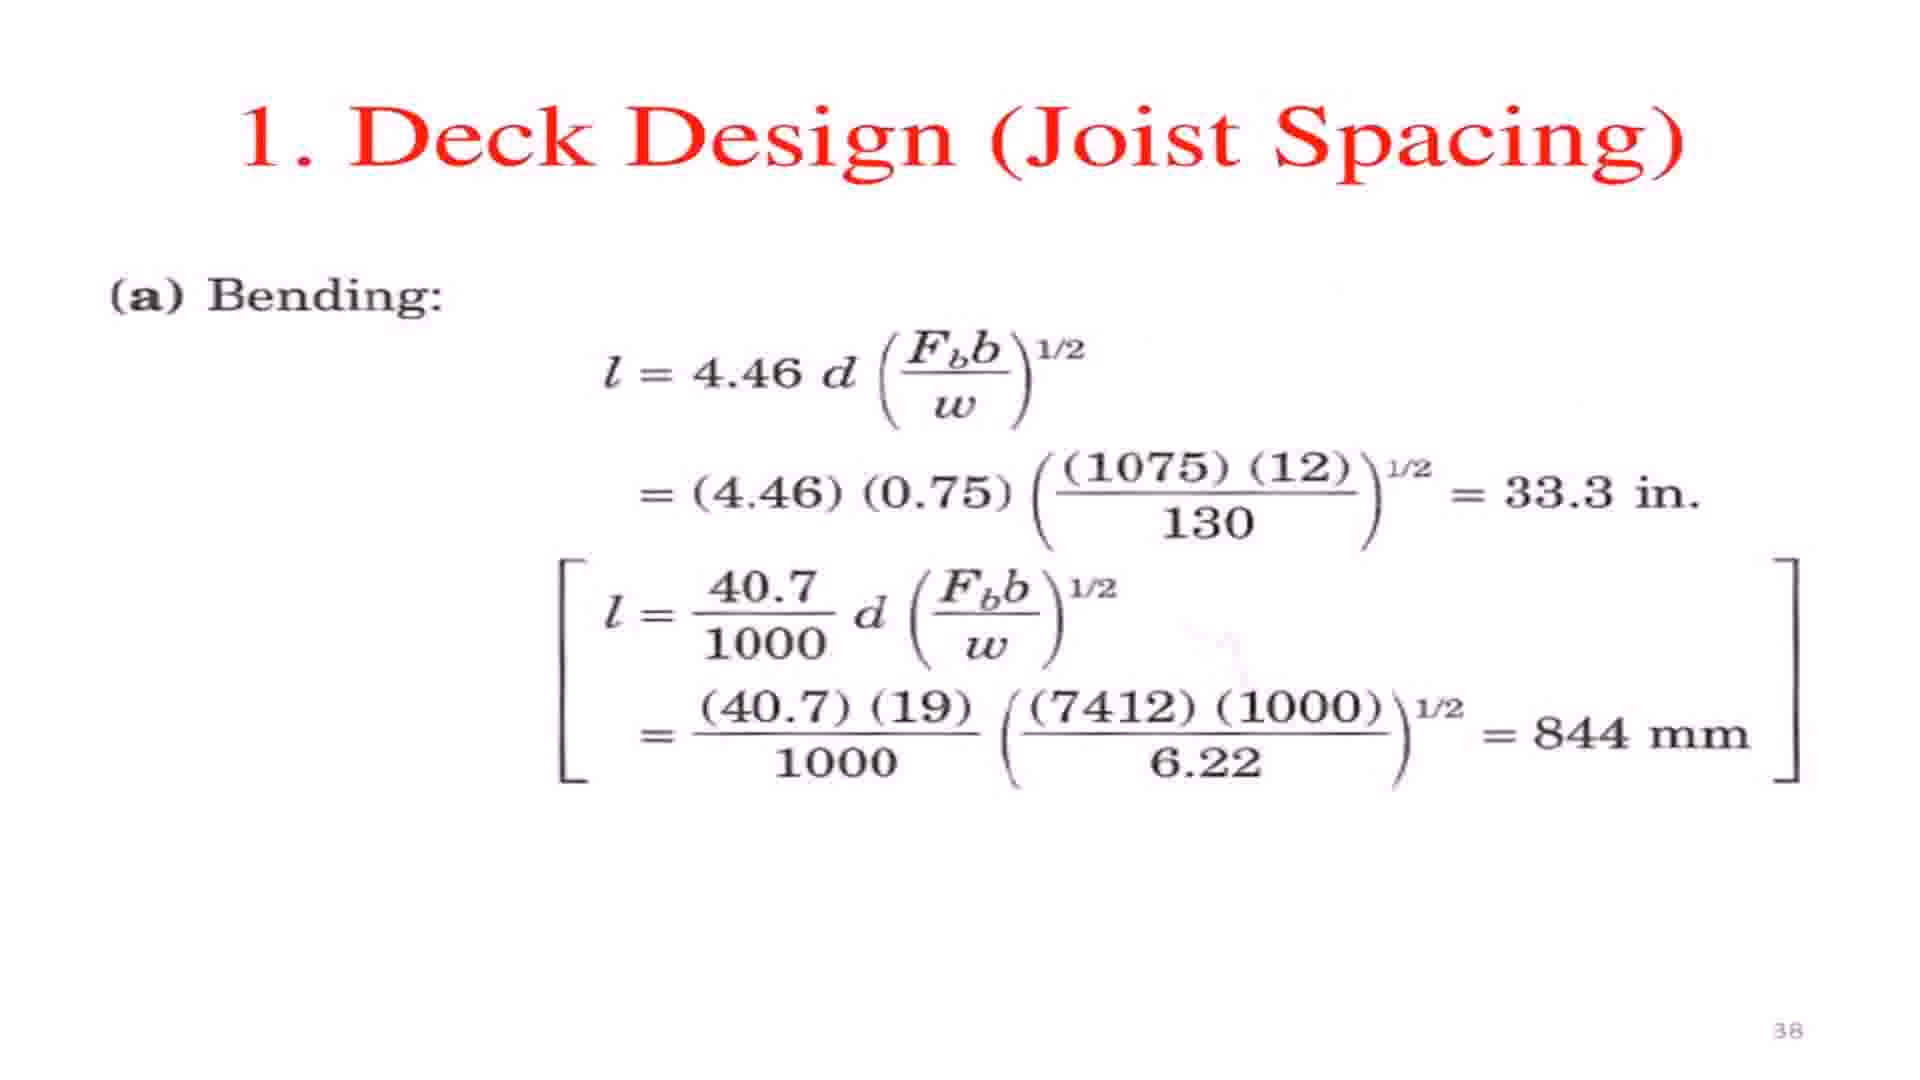 1. Deck Design (Joist Spacing)
(a) Bending:
l = 4.46 d (F_b b / w)^1/2
= (4.46) (0.75) ((1075) (12) / 130)^1/2 = 33.3 in.
[l = 40.7 / 1000 d (F_b b / w)^1/2
= (40.7) (19) / 1000 ((7412) (1000) / 6.22)^1/2 = 844 mm]
38